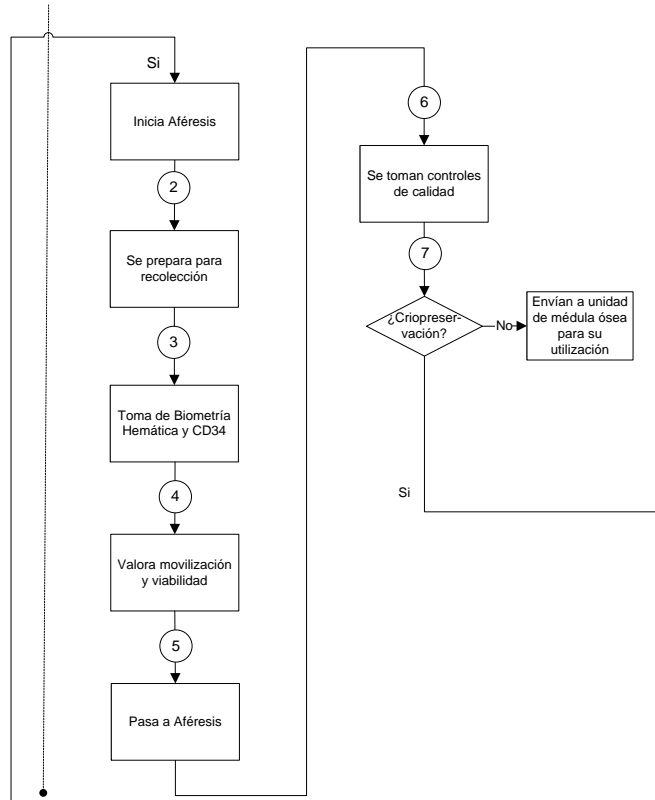 Si
Inicia Aféresis
2
Se prepara para
recolección
3
Toma de Biometría
Hemática y CD34
4
Valora movilización
y viabilidad
5
Pasa a Aféresis
6
Se toman controles
de calidad
7
¿Criopreser-
vación?
No
Envían a unidad
de médula ósea
para su
utilización
Si